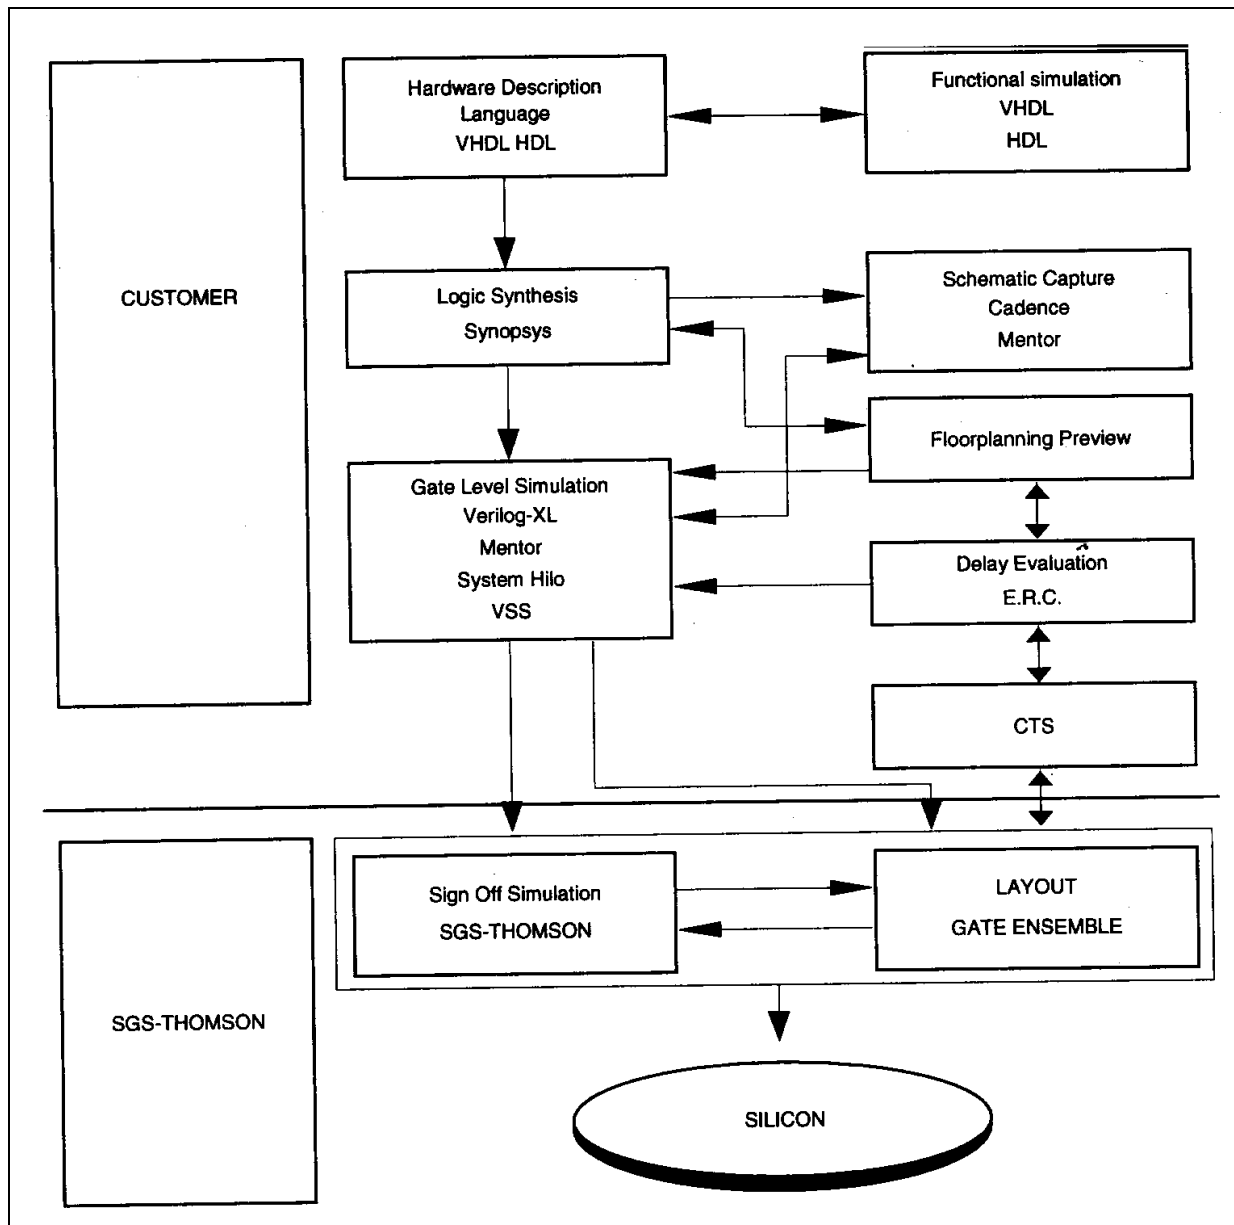 Hardware Description
Language
VHDL HDL
Functional simulation
VHDL
HDL
CUSTOMER
Logic Synthesis
Synopsys
Schematic Capture
Cadence
Mentor
Floorplanning Preview
Gate Level Simulation
Verilog-XL
Mentor
System Hilo
VSS
Delay Evaluation
E.R.C.
CTS
SGS-THOMSON
Sign Off Simulation
SGS-THOMSON
LAYOUT
GATE ENSEMBLE
SILICON